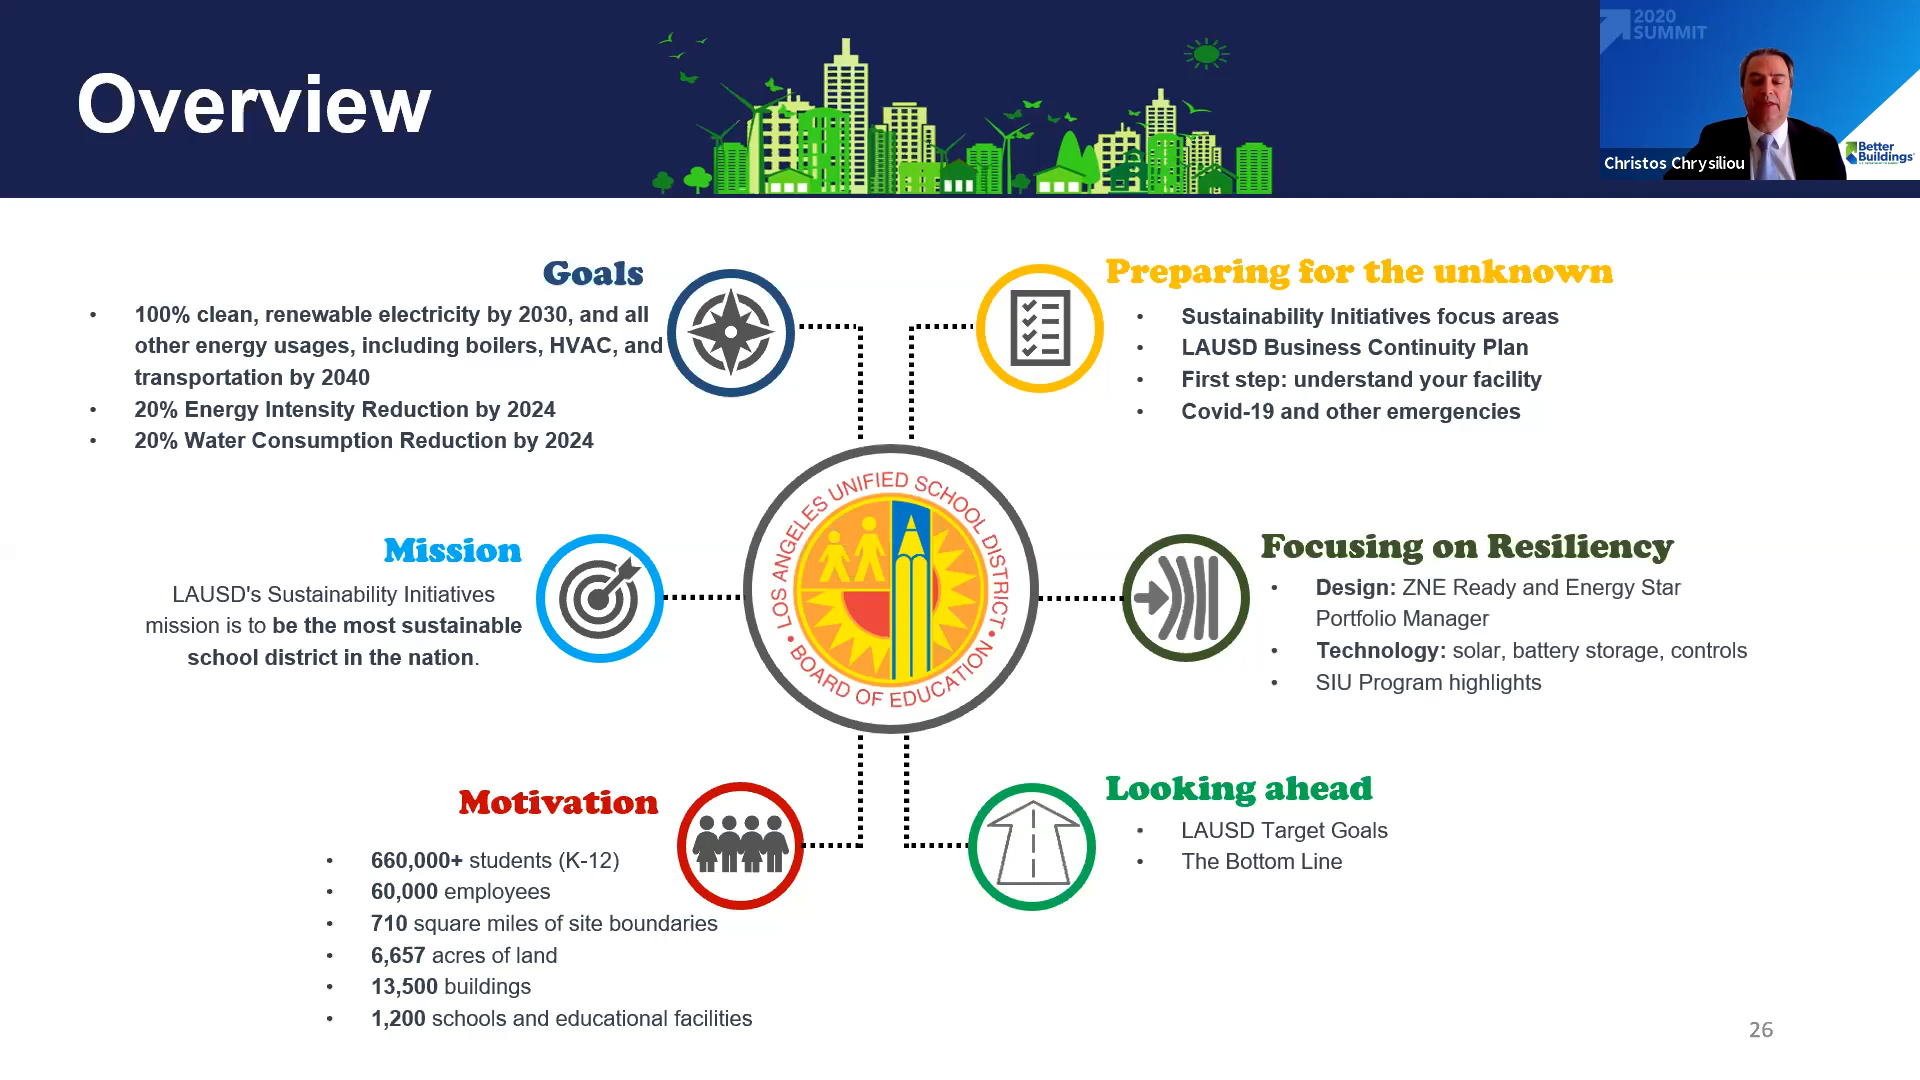 Overview
2020
SUMMIT
Christos Chrysiliou
Better
Buildings
Goals
• 100% clean, renewable electricity by 2030, and all
other energy usages, including boilers, HVAC, and
transportation by 2040
• 20% Energy Intensity Reduction by 2024
• 20% Water Consumption Reduction by 2024
Preparing for the unknown
• Sustainability Initiatives focus areas
• LAUSD Business Continuity Plan
• First step: understand your facility
• Covid-19 and other emergencies
LOS ANGELES UNIFIED SCHOOL DISTRICT •
BOARD OF EDUCATION •
Mission
LAUSD's Sustainability Initiatives
mission is to be the most sustainable
school district in the nation.
Focusing on Resiliency
• Design: ZNE Ready and Energy Star
Portfolio Manager
• Technology: solar, battery storage, controls
• SIU Program highlights
Motivation
• 660,000+ students (K-12)
• 60,000 employees
• 710 square miles of site boundaries
• 6,657 acres of land
• 13,500 buildings
• 1,200 schools and educational facilities
Looking ahead
• LAUSD Target Goals
• The Bottom Line
26